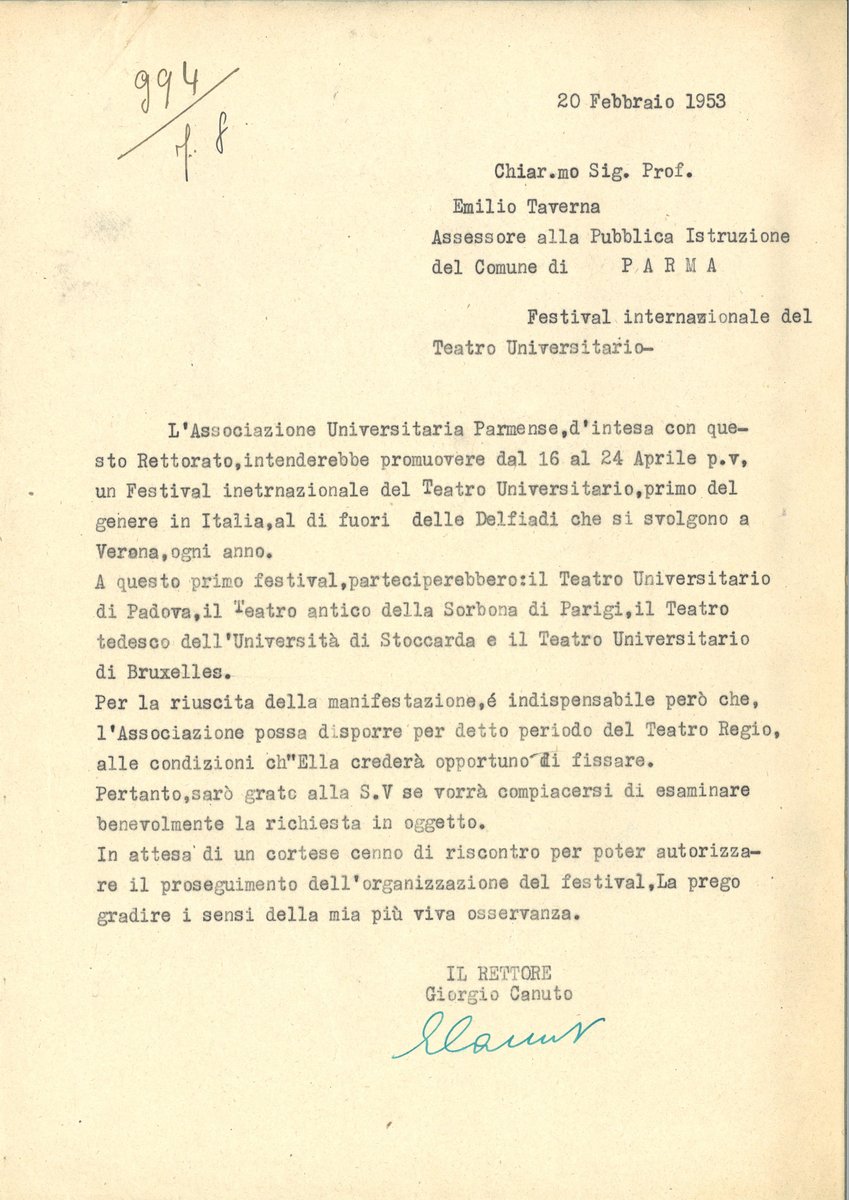 994
20 Febbraio 1953
Chiar.mo Sig. Prof.
Emilio Taverna
Assessore alla Pubblica Istruzione
del Comune di P A R M A
Festival internazionale del
Teatro Universitario-
L'Associazione Universitaria Parmense,d'intesa con que-
sto Rettorato,intenderebbe promuovere dal 16 al 24 Aprile p.v,
un Festival inetrnazionale del Teatro Universitario,primo del
genere in Italia,al di fuori delle Delfiadi che si svolgono a
Verona,ogni anno.
A questo primo festival,parteciperebbero:il Teatro Universitario
di Padova,il Teatro antico della Sorbona di Parigi,il Teatro
tedesco dell'Università di Stoccarda e il Teatro Universitario
di Bruxelles.
Per la riuscita della manifestazione,é indispensabile però che,
l'Associazione possa disporre per detto periodo del Teatro Regio,
alle condizioni ch"Ella crederà opportuno di fissare.
Pertanto,sarò grato alla S.V se vorrà compiacersi di esaminare
benevolmente la richiesta in oggetto.
In attesa di un cortese cenno di riscontro per poter autorizza-
re il proseguimento dell'organizzazione del festival,La prego
gradire i sensi della mia più viva osservanza.
IL RETTORE
Giorgio Canuto